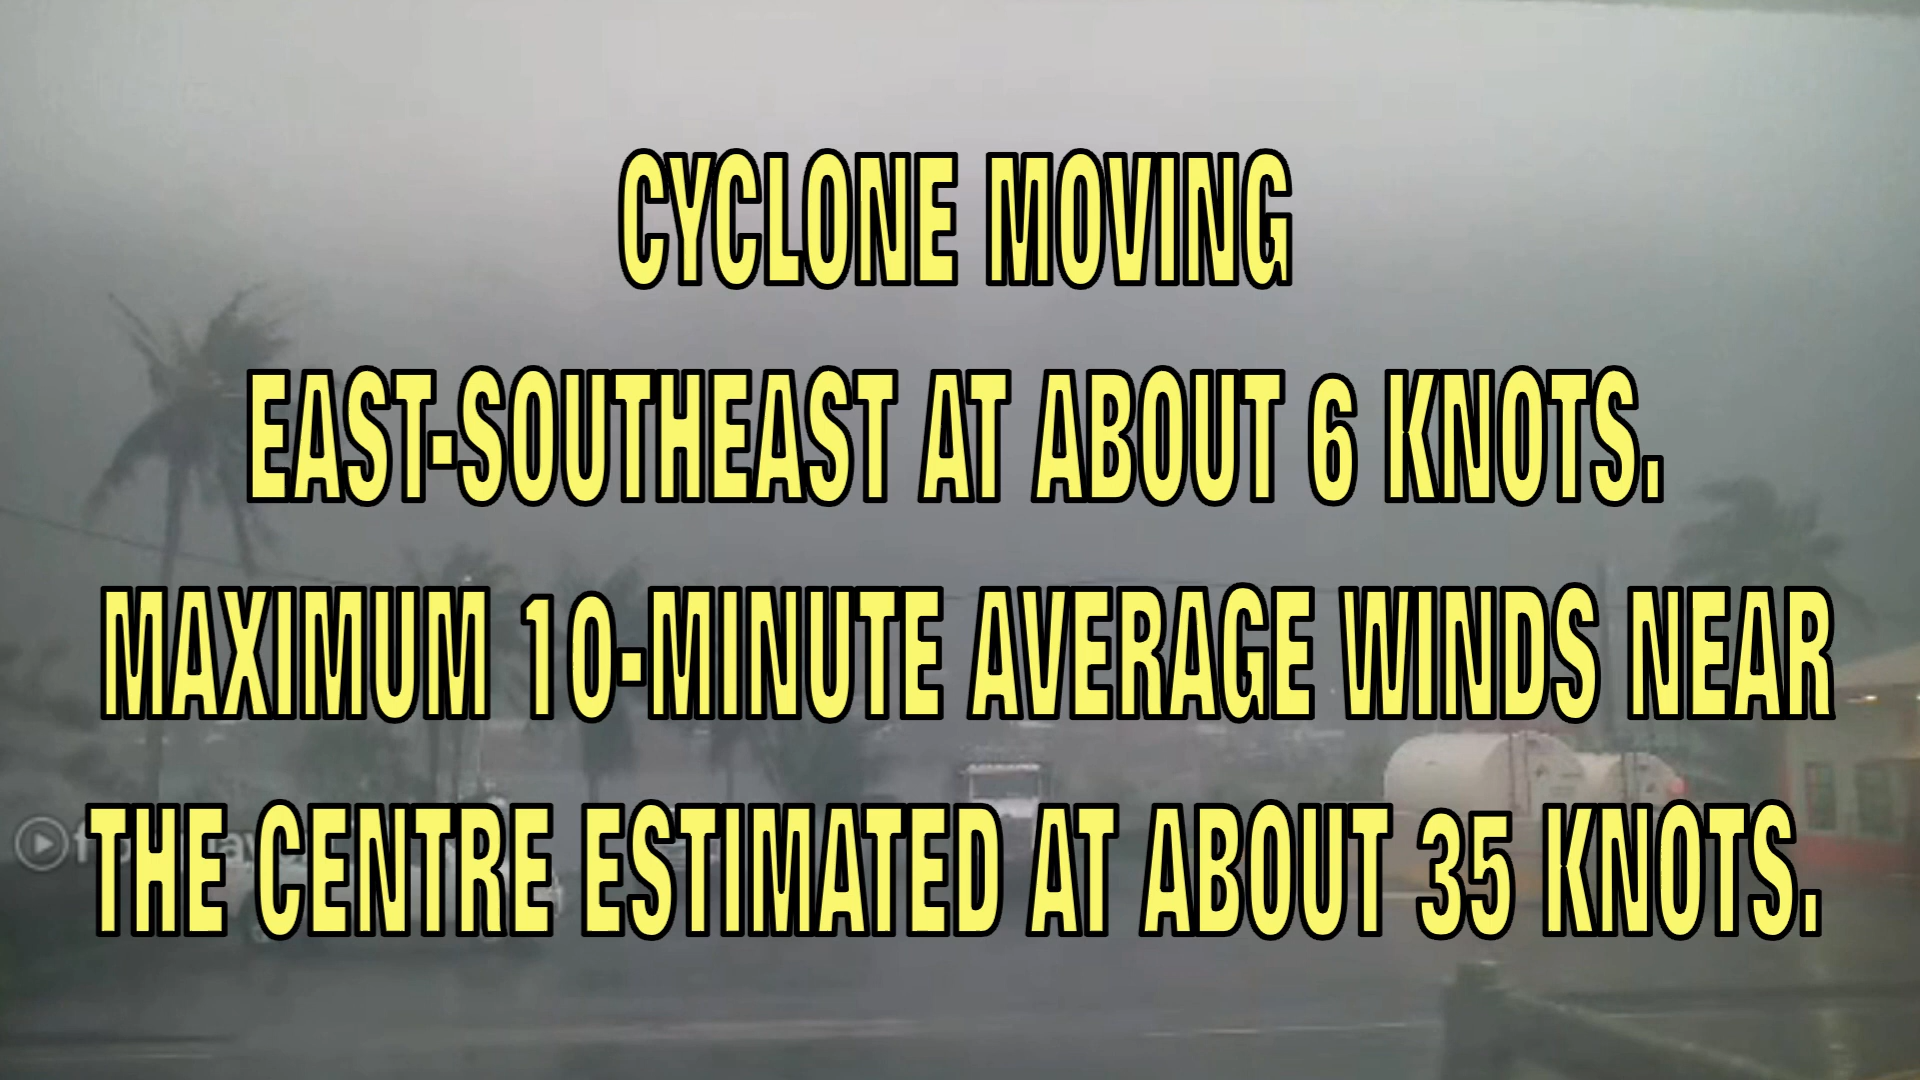 CYCLONE MOVING
EAST-SOUTHEAST AT ABOUT 6 KNOTS.
MAXIMUM 10-MINUTE AVERAGE WINDS NEAR
THE CENTRE ESTIMATED AT ABOUT 35 KNOTS.